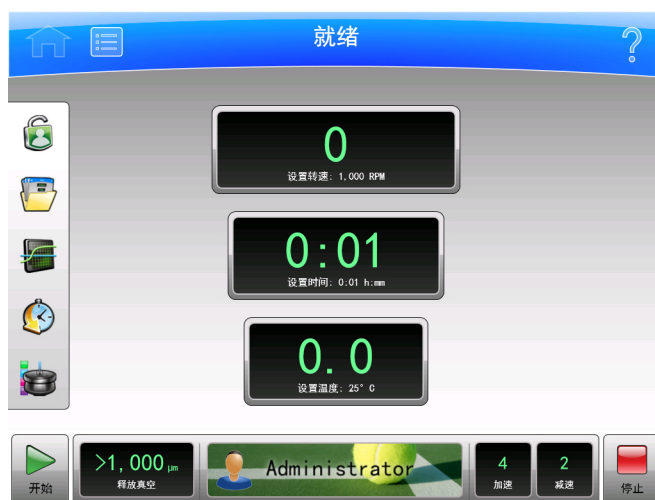 就绪
?
0
设置转速: 1,000 RPM
0:01
设置时间: 0:01 h:mm
0.0
设置温度: 25° C
开始
>1,000 μm
释放真空
Administrator
4
加速
2
减速
停止